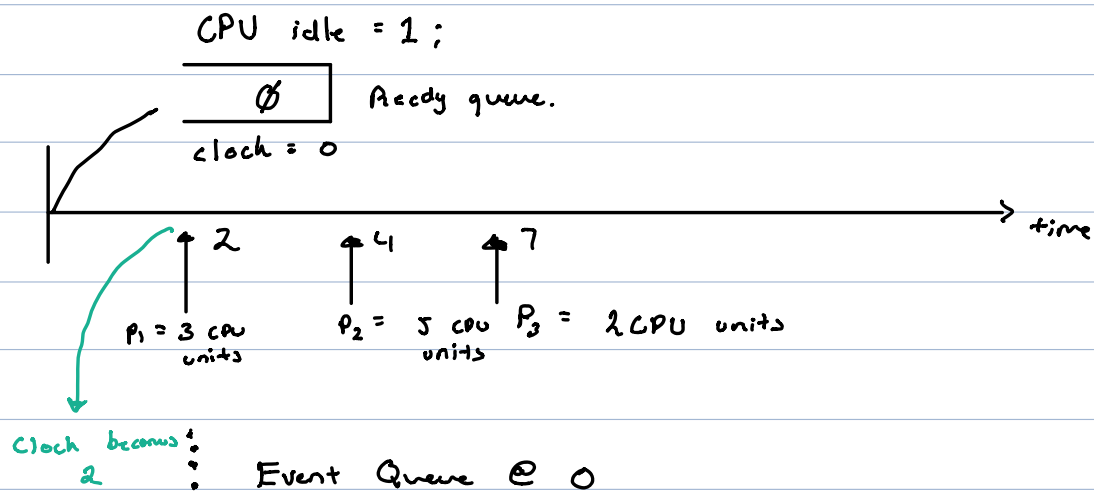 CPU idle = 1;
Ø Ready queue.
clock = 0
time
2 4 7
P1 = 3 CPU units
P2 = 5 CPU units
P3 = 2 CPU units
Clock becomes 2
Event Queue @ 0